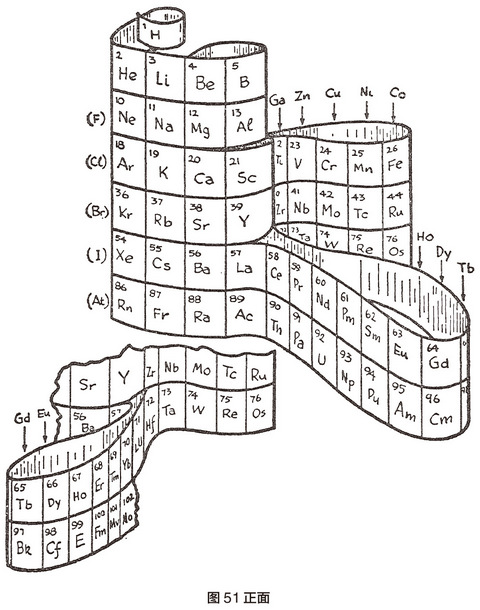 1
H
2 3 4 5
He Li Be B
Ga Zn Cu Ni Co
(F)
10 11 12 13
Ne Na Mg Al
(Cl)
18 19 20 21 2 23 24 25 26
Ar K Ca Sc Ti V Cr Mn Fe
(Br)
36 37 38 39 41 42 43 44
Kr Rb Sr Y Zr Nb Mo Tc Ru
73 74 75 76
Ta W Re Os
Ho Dy Tb
(I)
54 55 56 57 58 59 60 61 62 63 64
Xe Cs Ba La Ce Pr Nd Pm Sm Eu Gd
(At)
86 87 88 89 90 91 92 93 94 95 96
Rn Fr Ra Ac Th Pa U Np Pu Am Cm
Sr Y Zr Nb Mo Tc Ru
56 57 72 73 74 75 76
Ba Hf Ta W Re Os
Gd Eu
65 66 67 68 69 70 71
Tb Dy Ho Er Tm Yb LU
97 98 99 100 101 102
Bk Cf E Fm Mv No
图 51 正面